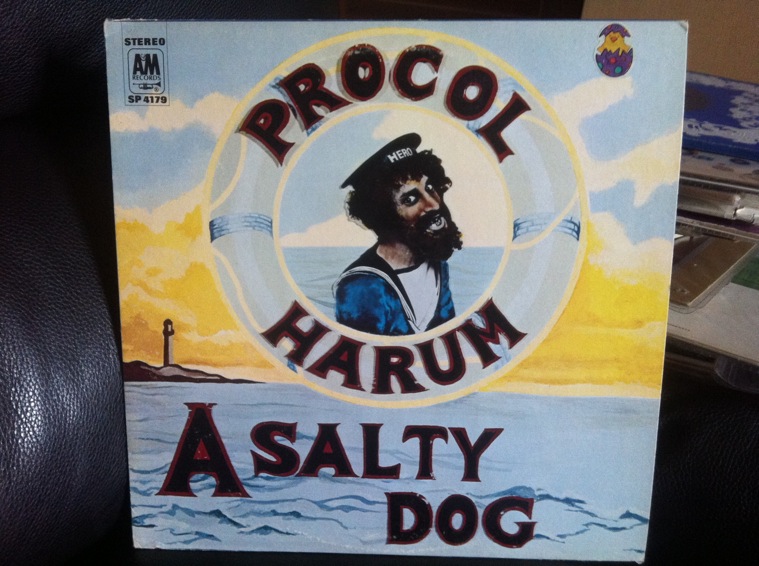 STEREO
A&M
RECORDS
®
SP 4179
PROCOL
HERO
HARUM
A SALTY
DOG